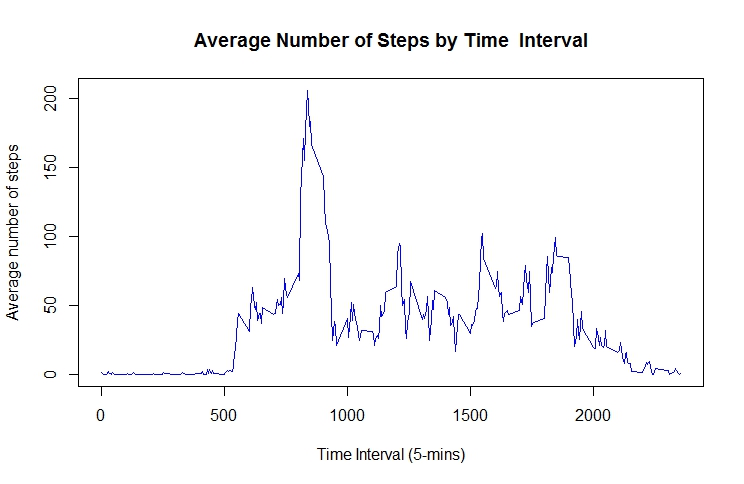 Average Number of Steps by Time  Interval
Average number of steps
200
150
100
50
0
0 500 1000 1500 2000
Time Interval (5-mins)